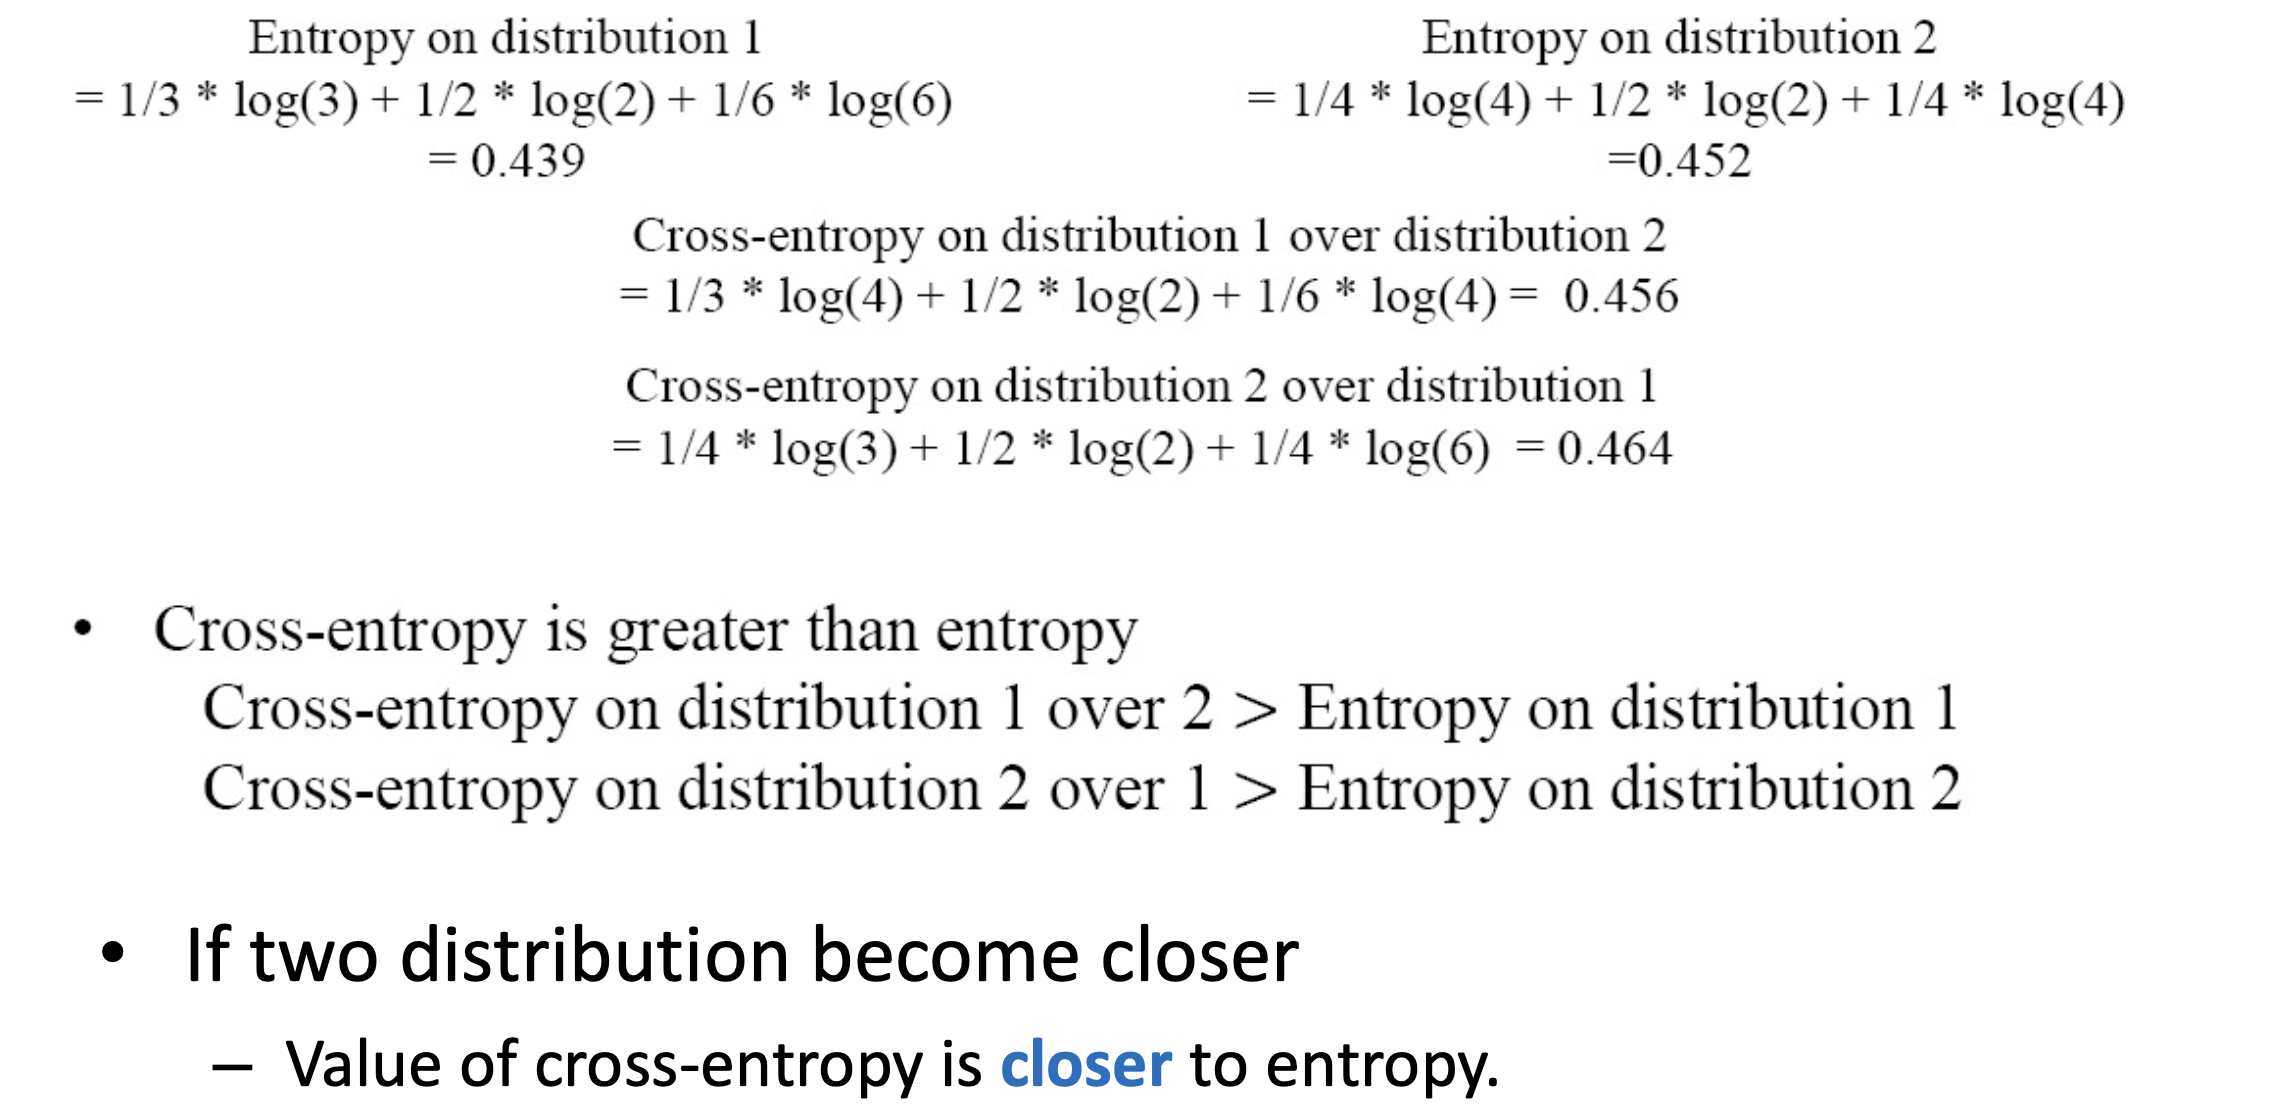 Entropy on distribution 1
= 1/3 * log(3) + 1/2 * log(2) + 1/6 * log(6)
= 0.439
Entropy on distribution 2
= 1/4 * log(4) + 1/2 * log(2) + 1/4 * log(4)
=0.452
Cross-entropy on distribution 1 over distribution 2
= 1/3 * log(4) + 1/2 * log(2) + 1/6 * log(4) = 0.456
Cross-entropy on distribution 2 over distribution 1
= 1/4 * log(3) + 1/2 * log(2) + 1/4 * log(6) = 0.464
• Cross-entropy is greater than entropy
Cross-entropy on distribution 1 over 2 > Entropy on distribution 1
Cross-entropy on distribution 2 over 1 > Entropy on distribution 2
• If two distribution become closer
– Value of cross-entropy is closer to entropy.